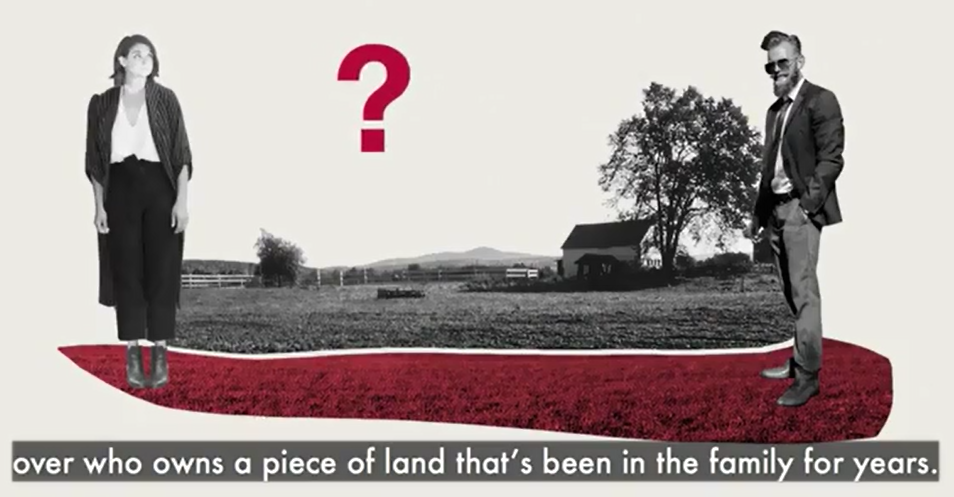 ?
over who owns a piece of land that's been in the family for years.